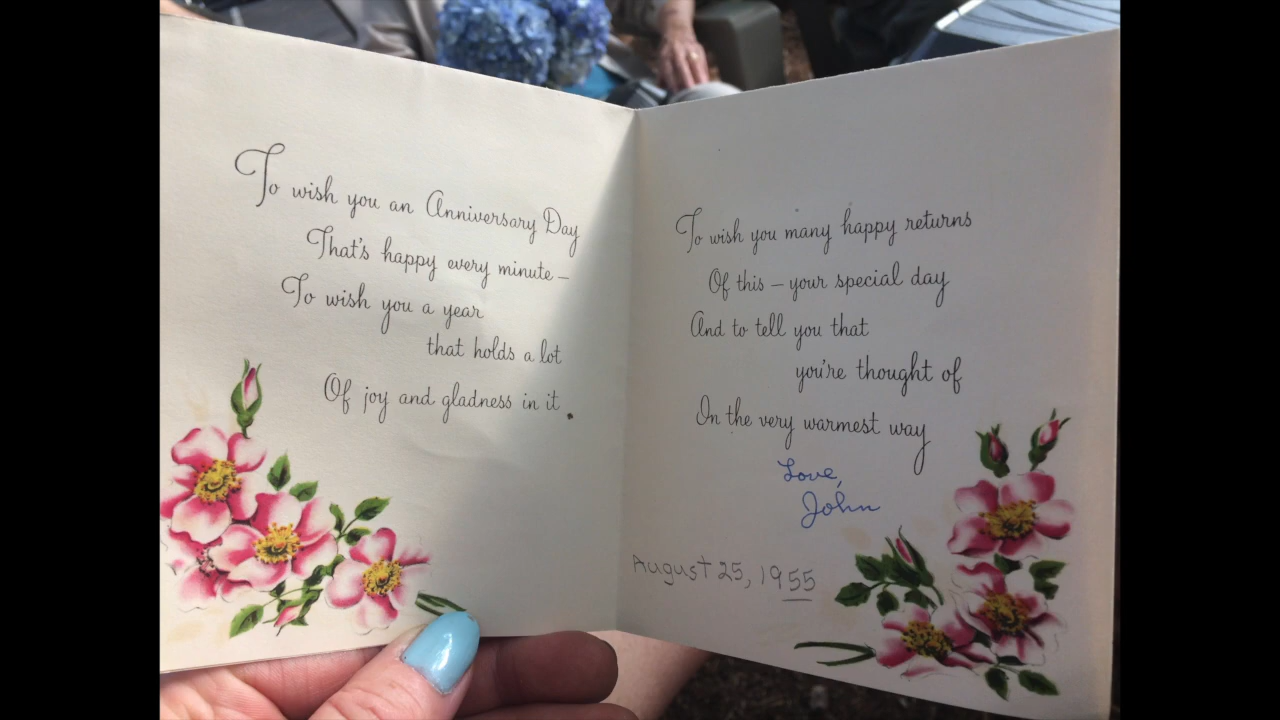 To wish you an Anniversary Day
That's happy every minute –
To wish you a year
that holds a lot
Of joy and gladness in it.
To wish you many happy returns
Of this – your special day
And to tell you that
you're thought of
In the very warmest way
Love,
John
August 25, 1955